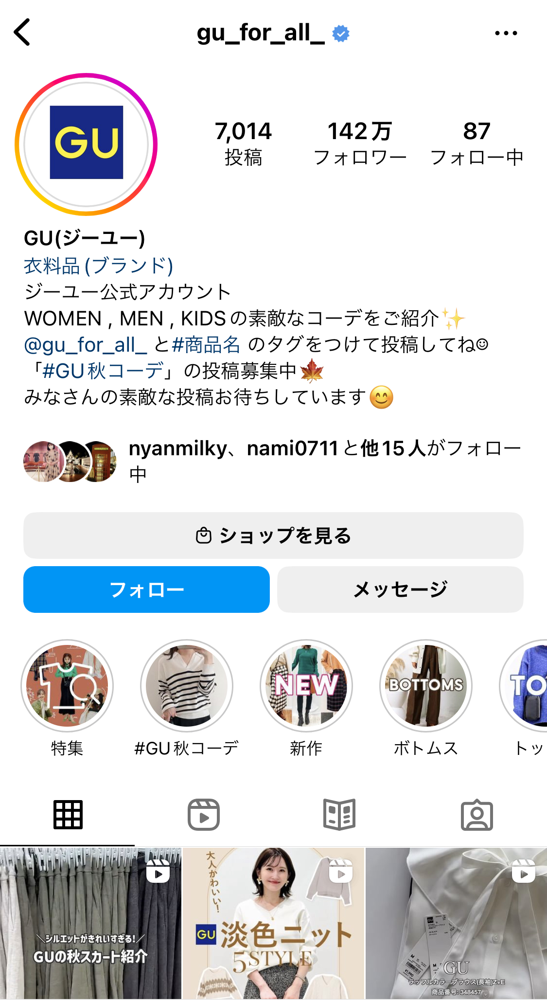 gu_for_all_
GU
7,014
投稿
142万
フォロワー
87
フォロー中
GU(ジーユー)
衣料品 (ブランド)
ジーユー公式アカウント
WOMEN , MEN , KIDSの素敵なコーデをご紹介✨
@gu_for_all_ と#商品名 のタグをつけて投稿してね☺
「#GU秋コーデ」の投稿募集中🍁
みなさんの素敵な投稿お待ちしています😊
nyanmilky、nami0711と他15人がフォロー
中
ショップを見る
フォロー
メッセージ
NEW
BOTTOMS
TO
特集
#GU秋コーデ
新作
ボトムス
トッ
\シルエットがきれいすぎる!/
GUの秋スカート紹介
大人かわいい!
GU
淡色ニット
5STYLE
GU
M
¥1,990
M
GU
ラッフルカラーブラウス(長袖)Z+E
商品番号: 348457